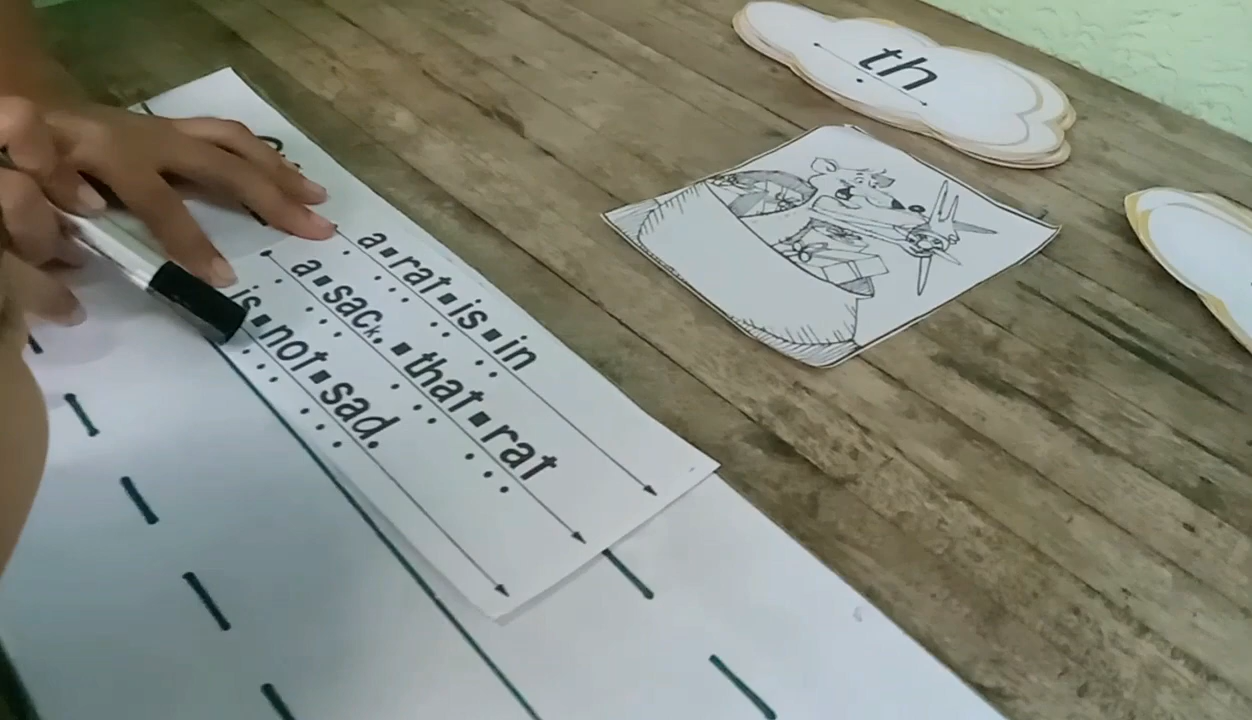 th
a▪rat▪is▪in
a▪sack.▪that▪rat
is▪not▪sad.